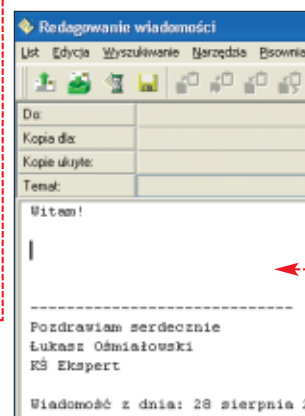 Redagowanie wiadomości
List Edycja Wyszukiwanie Narzędzia Pisownia
Do:
Kopia dla:
Kopie ukryte:
Temat:
Witam!
----------------------------
Pozdrawiam serdecznie
Łukasz Ośmiałowski
KŚ Ekspert
Wiadomość z dnia: 28 sierpnia